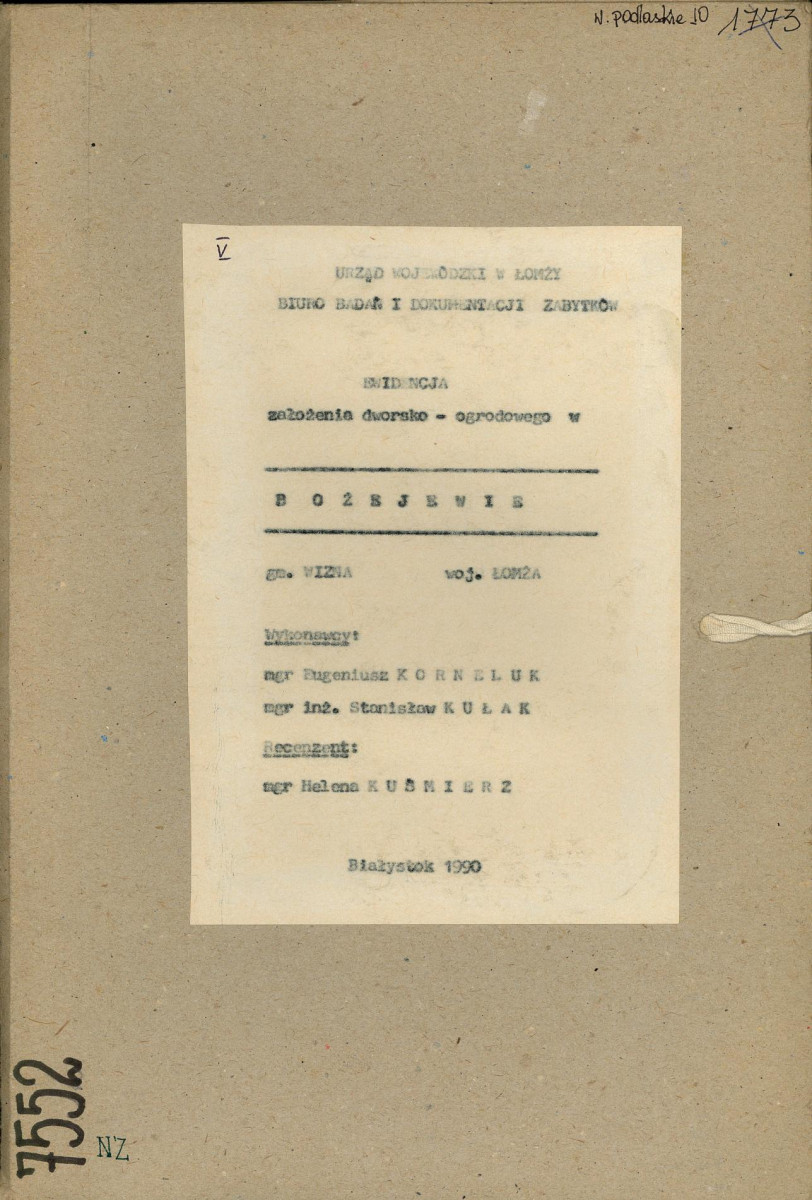 w. podlaskie 10 1773
V
URZĄD WOJEWÓDZKI W ŁOMŻY
BIURO BADAŃ I DOKUMENTACJI ZABYTKÓW
EWIDENCJA
założenia dworsko - ogrodowego w
B O Ż E J E W I E
gm. WIZNA woj. ŁOMŻA
Wykonawcy:
mgr Eugeniusz K O R N E L U K
mgr inż. Stanisław K U Ł A K
Recenzent:
mgr Helena K U Ś M I E R Z
Białystok 1990
7552
NZ